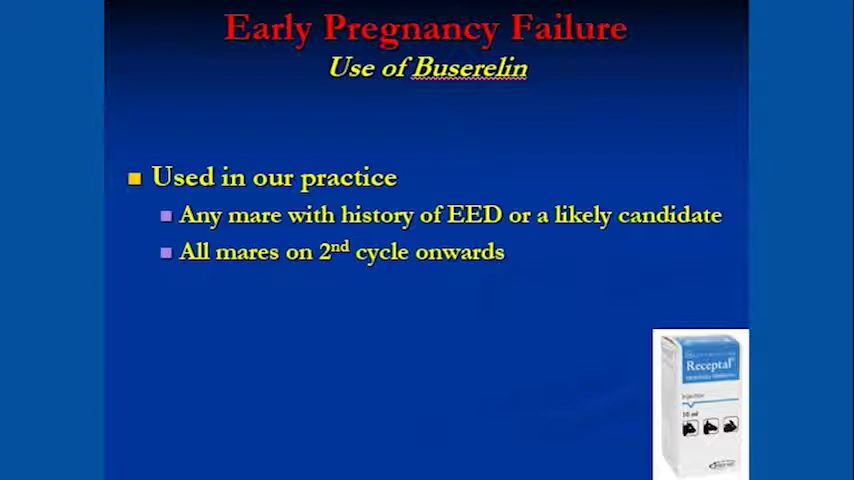 Early Pregnancy Failure
Use of Buserelin
Used in our practice
Any mare with history of EED or a likely candidate
All mares on 2nd cycle onwards
Receptal®
Injection
10 ml